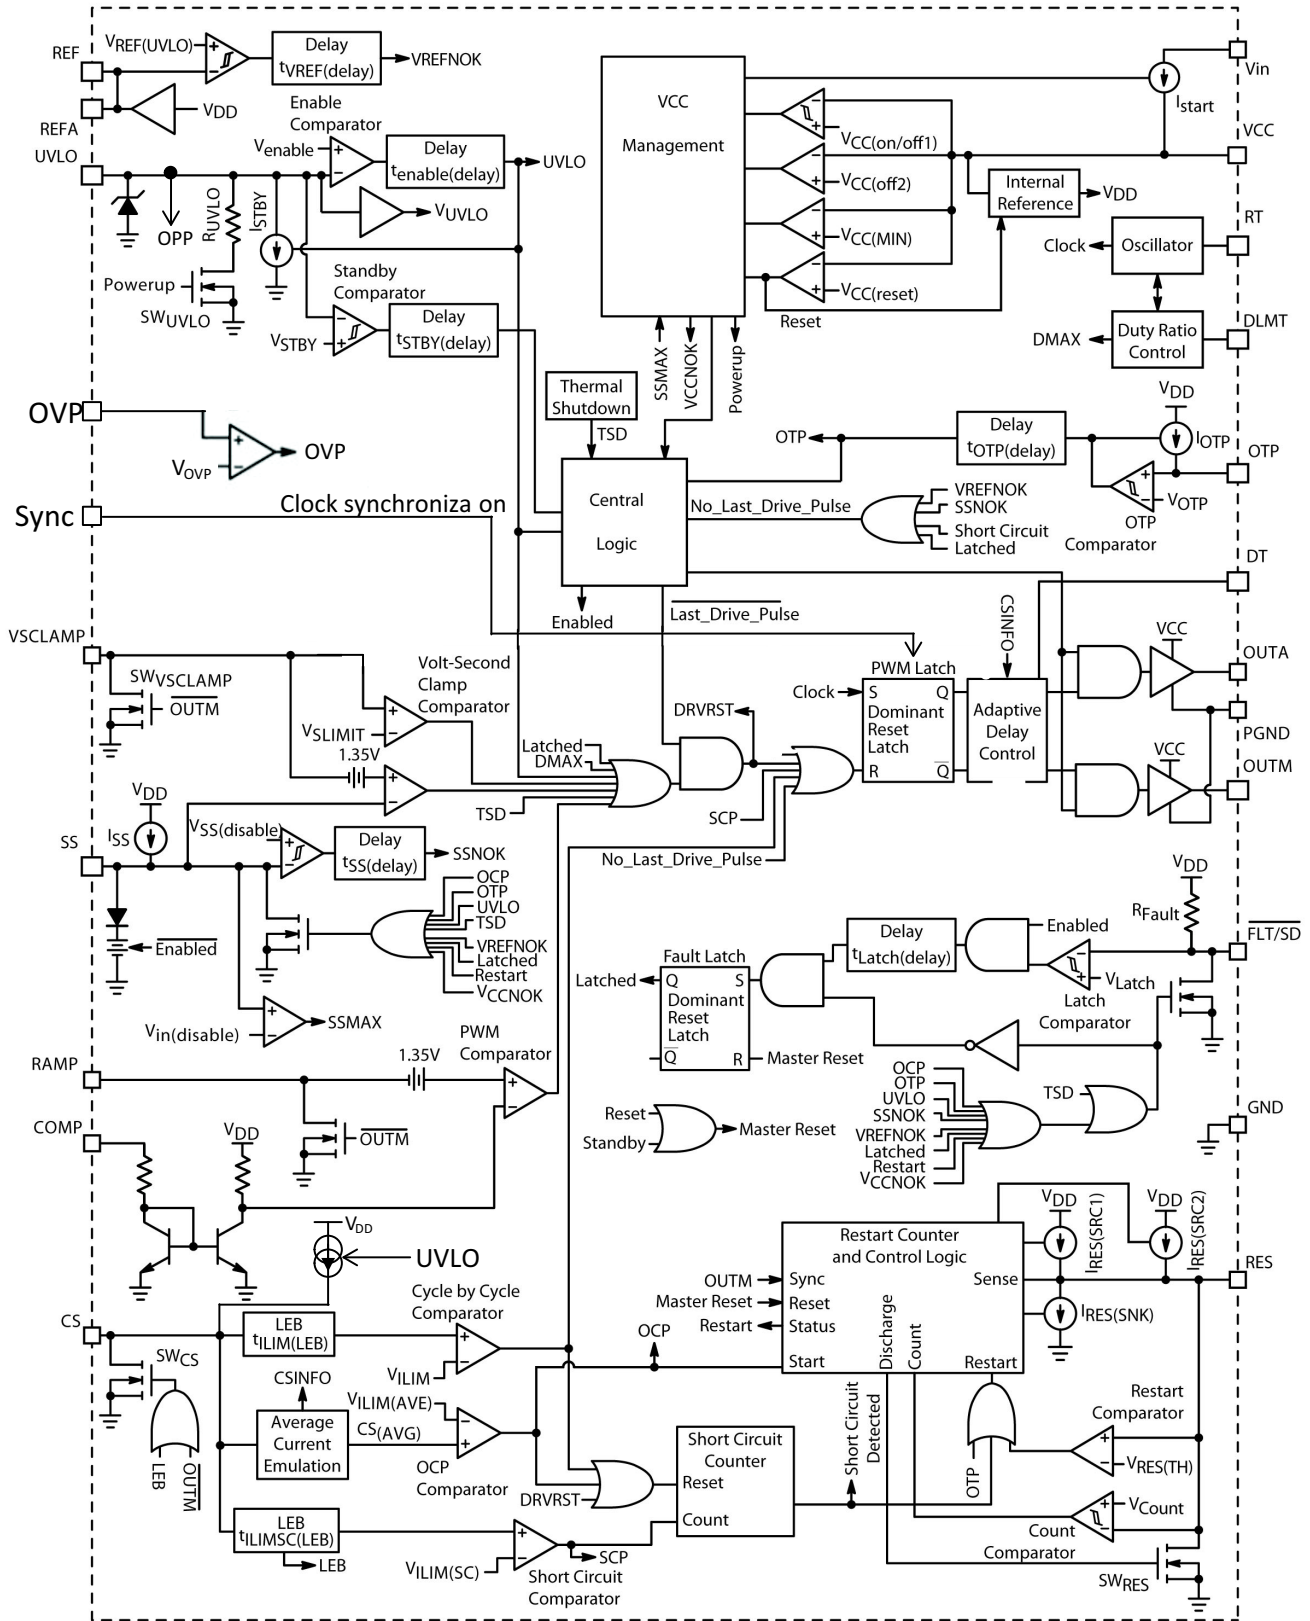 REF
VREF(UVLO)
Delay
tVREF(delay)
VREFNOK
REFA
VDD
Enable
Comparator
UVLO
Venable
Delay
tenable(delay)
UVLO
VUVLO
OPP
RUVLO
ISTBY
Powerup
SWUVLO
Standby
Comparator
VSTBY
Delay
tSTBY(delay)
VCC
Management
VCC(on/off1)
VCC(off2)
VCC(MIN)
VCC(reset)
Reset
Vin
Istart
VCC
Internal
Reference
VDD
RT
Clock
Oscillator
DLMT
DMAX
Duty Ratio
Control
SSMAX
VCCNOK
Powerup
Thermal
Shutdown
TSD
OVP
VOVP
OVP
VDD
IOTP
OTP
Delay
tOTP(delay)
OTP
VOTP
OTP
Comparator
Sync
Clock synchroniza on
Central
Logic
No_Last_Drive_Pulse
VREFNOK
SSNOK
Short Circuit
Latched
DT
Enabled
Last_Drive_Pulse
CSINFO
VSCLAMP
SWVSCLAMP
OUTM
Volt-Second
Clamp
Comparator
VSLIMIT
1.35V
PWM Latch
Clock
S
Q
Dominant
Reset
Latch
R
Q
Adaptive
Delay
Control
VCC
OUTA
PGND
VCC
OUTM
DRVRST
Latched
DMAX
TSD
SCP
No_Last_Drive_Pulse
VDD
ISS
SS
VSS(disable)
Delay
tSS(delay)
SSNOK
OCP
OTP
UVLO
TSD
VREFNOK
Latched
Restart
VCCNOK
Enabled
Vin(disable)
SSMAX
VDD
RFault
FLT/SD
Enabled
Delay
tLatch(delay)
VLatch
Latch
Comparator
Fault Latch
Latched
Q
S
Dominant
Reset
Latch
Q
R
Master Reset
RAMP
1.35V
PWM
Comparator
OUTM
COMP
VDD
Reset
Standby
Master Reset
OCP
OTP
UVLO
SSNOK
VREFNOK
Latched
Restart
VCCNOK
TSD
GND
VDD
UVLO
Cycle by Cycle
Comparator
CS
LEB
tILIM(LEB)
VILIM
SWCS
LEB
OUTM
CSINFO
Average
Current
Emulation
VILIM(AVE)
CS(AVG)
OCP
Comparator
OCP
Restart Counter
and Control Logic
OUTM
Sync
Master Reset
Reset
Restart
Status
Start
Sense
Discharge
Count
Restart
VDD
IRES(SRC1)
VDD
IRES(SRC2)
RES
IRES(SNK)
Restart
Comparator
VRES(TH)
OTP
Short Circuit
Detected
Short Circuit
Counter
Reset
Count
DRVRST
VCount
Count
Comparator
SWRES
LEB
tILIMSC(LEB)
LEB
VILIM(SC)
SCP
Short Circuit
Comparator